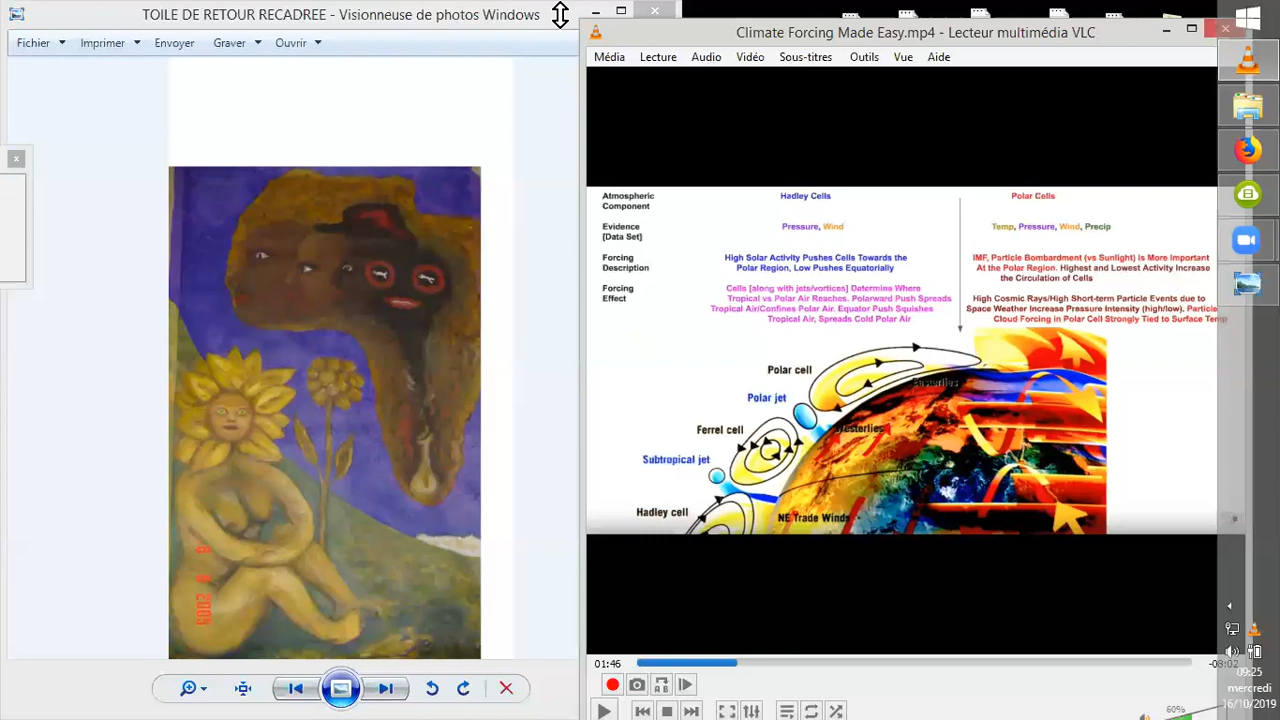 TOILE DE RETOUR RECADREE - Visionneuse de photos Windows
Fichier Imprimer Envoyer Graver Ouvrir
8 8 2005
Climate Forcing Made Easy.mp4 - Lecteur multimédia VLC
Média Lecture Audio Vidéo Sous-titres Outils Vue Aide
Atmospheric Component
Hadley Cells
Polar Cells
Evidence [Data Set]
Pressure, Wind
Temp, Pressure, Wind, Precip
Forcing Description
High Solar Activity Pushes Cells Towards the
Polar Region, Low Pushes Equatorially
IMF, Particle Bombardment (vs Sunlight) is More Important
At the Polar Region. Highest and Lowest Activity Increase
the Circulation of Cells
Forcing Effect
Cells [along with jets/vortices] Determine Where
Tropical vs Polar Air Reaches. Polarward Push Spreads
Tropical Air/Confines Polar Air. Equator Push Squishes
Tropical Air, Spreads Cold Polar Air
High Cosmic Rays/High Short-term Particle Events due to
Space Weather Increase Pressure Intensity (high/low). Particle
Cloud Forcing in Polar Cell Strongly Tied to Surface Temp
Polar cell
Easterlies
Polar jet
Ferrel cell
Westerlies
Subtropical jet
Hadley cell
NE Trade Winds
01:46
-08:02
60%
09:25
mercredi
16/10/2019